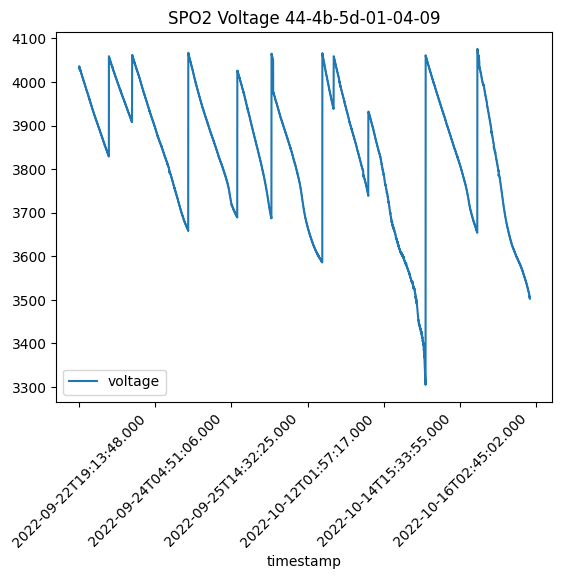 SPO2 Voltage 44-4b-5d-01-04-09
4100
4000
3900
3800
3700
3600
3500
3400
3300
voltage
2022-09-22T19:13:48.000
2022-09-24T04:51:06.000
2022-09-25T14:32:25.000
2022-10-12T01:57:17.000
2022-10-14T15:33:55.000
2022-10-16T02:45:02.000
timestamp